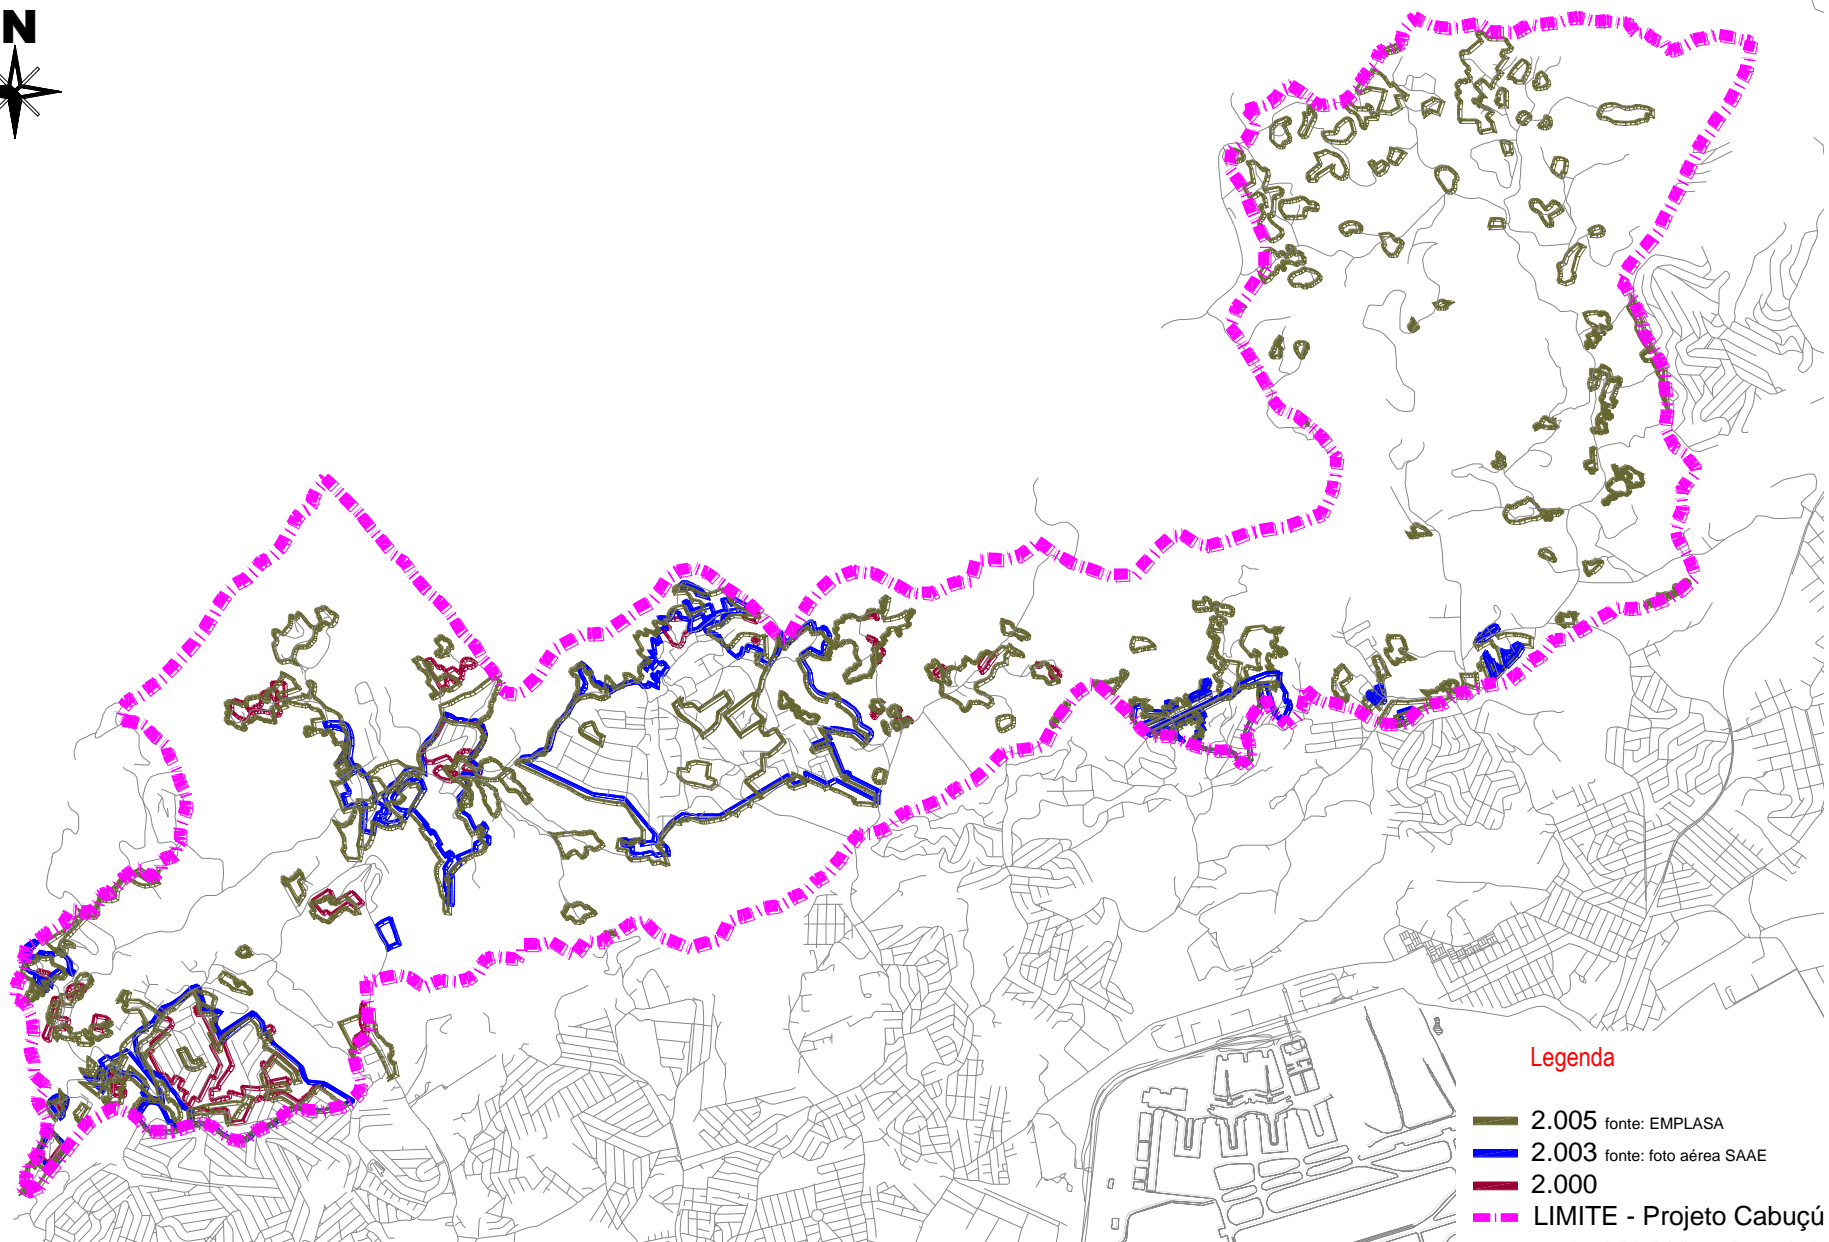 N
Legenda
2.005 fonte: EMPLASA
2.003 fonte: foto aérea SAAE
2.000
LIMITE - Projeto Cabuçú